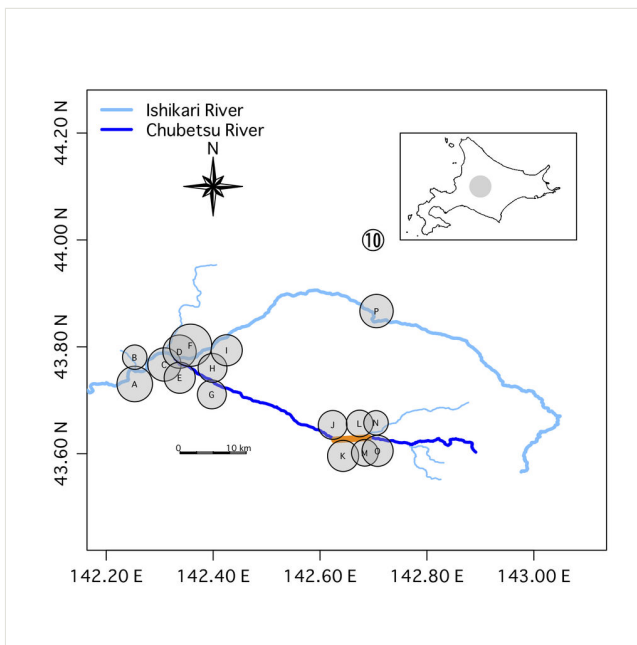 Ishikari River
Chubetsu River
N
44.20 N
44.00 N
43.80 N
43.60 N
⑩
P
F
D
I
B
C
H
A
E
G
J
L
N
K
M
O
0 10 km
142.20 E 142.40 E 142.60 E 142.80 E 143.00 E